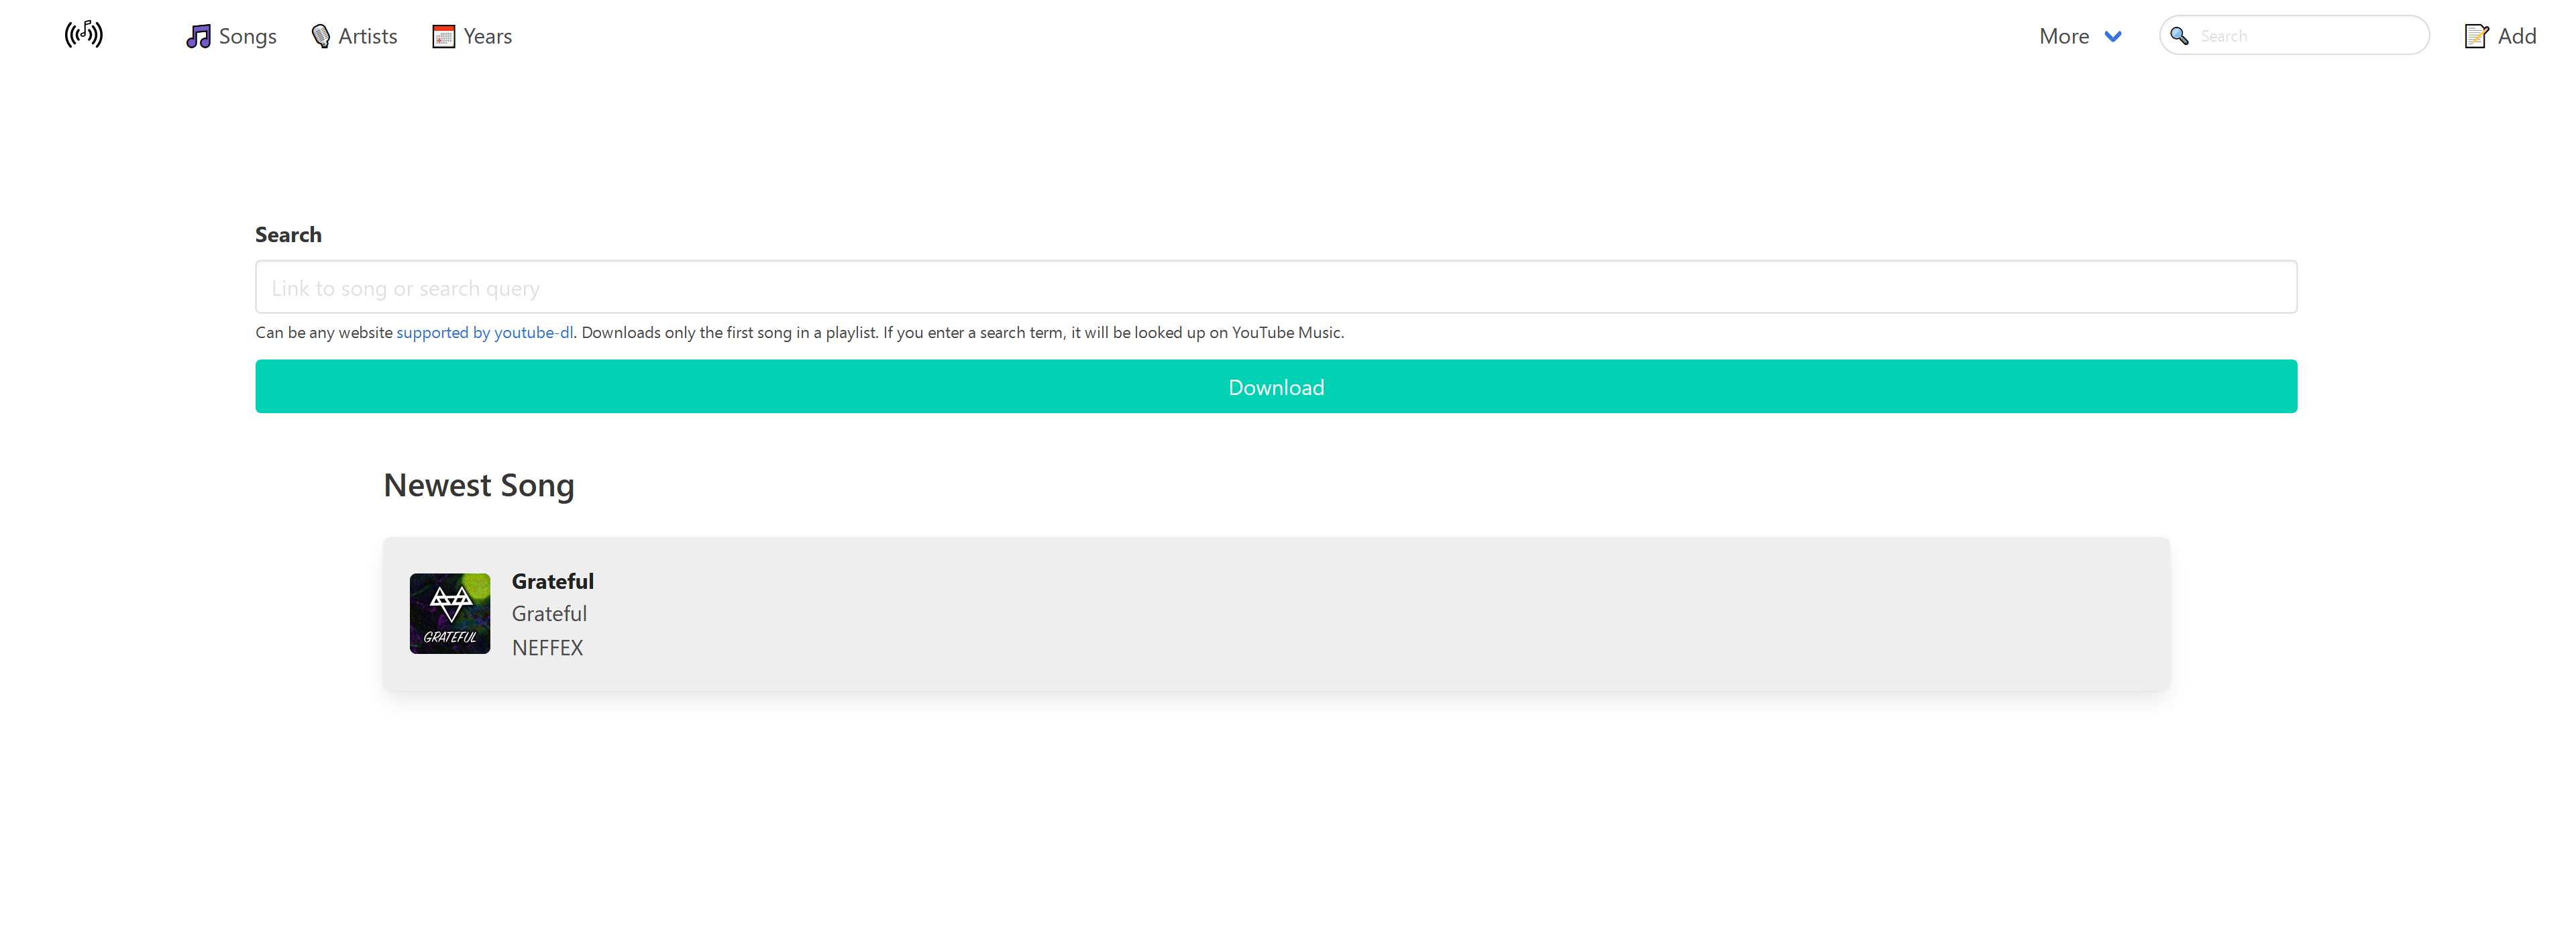 Songs Artists Years More Search Add
Search
Link to song or search query
Can be any website supported by youtube-dl. Downloads only the first song in a playlist. If you enter a search term, it will be looked up on YouTube Music.
Download
Newest Song
Grateful
Grateful
NEFFEX
GRATEFUL